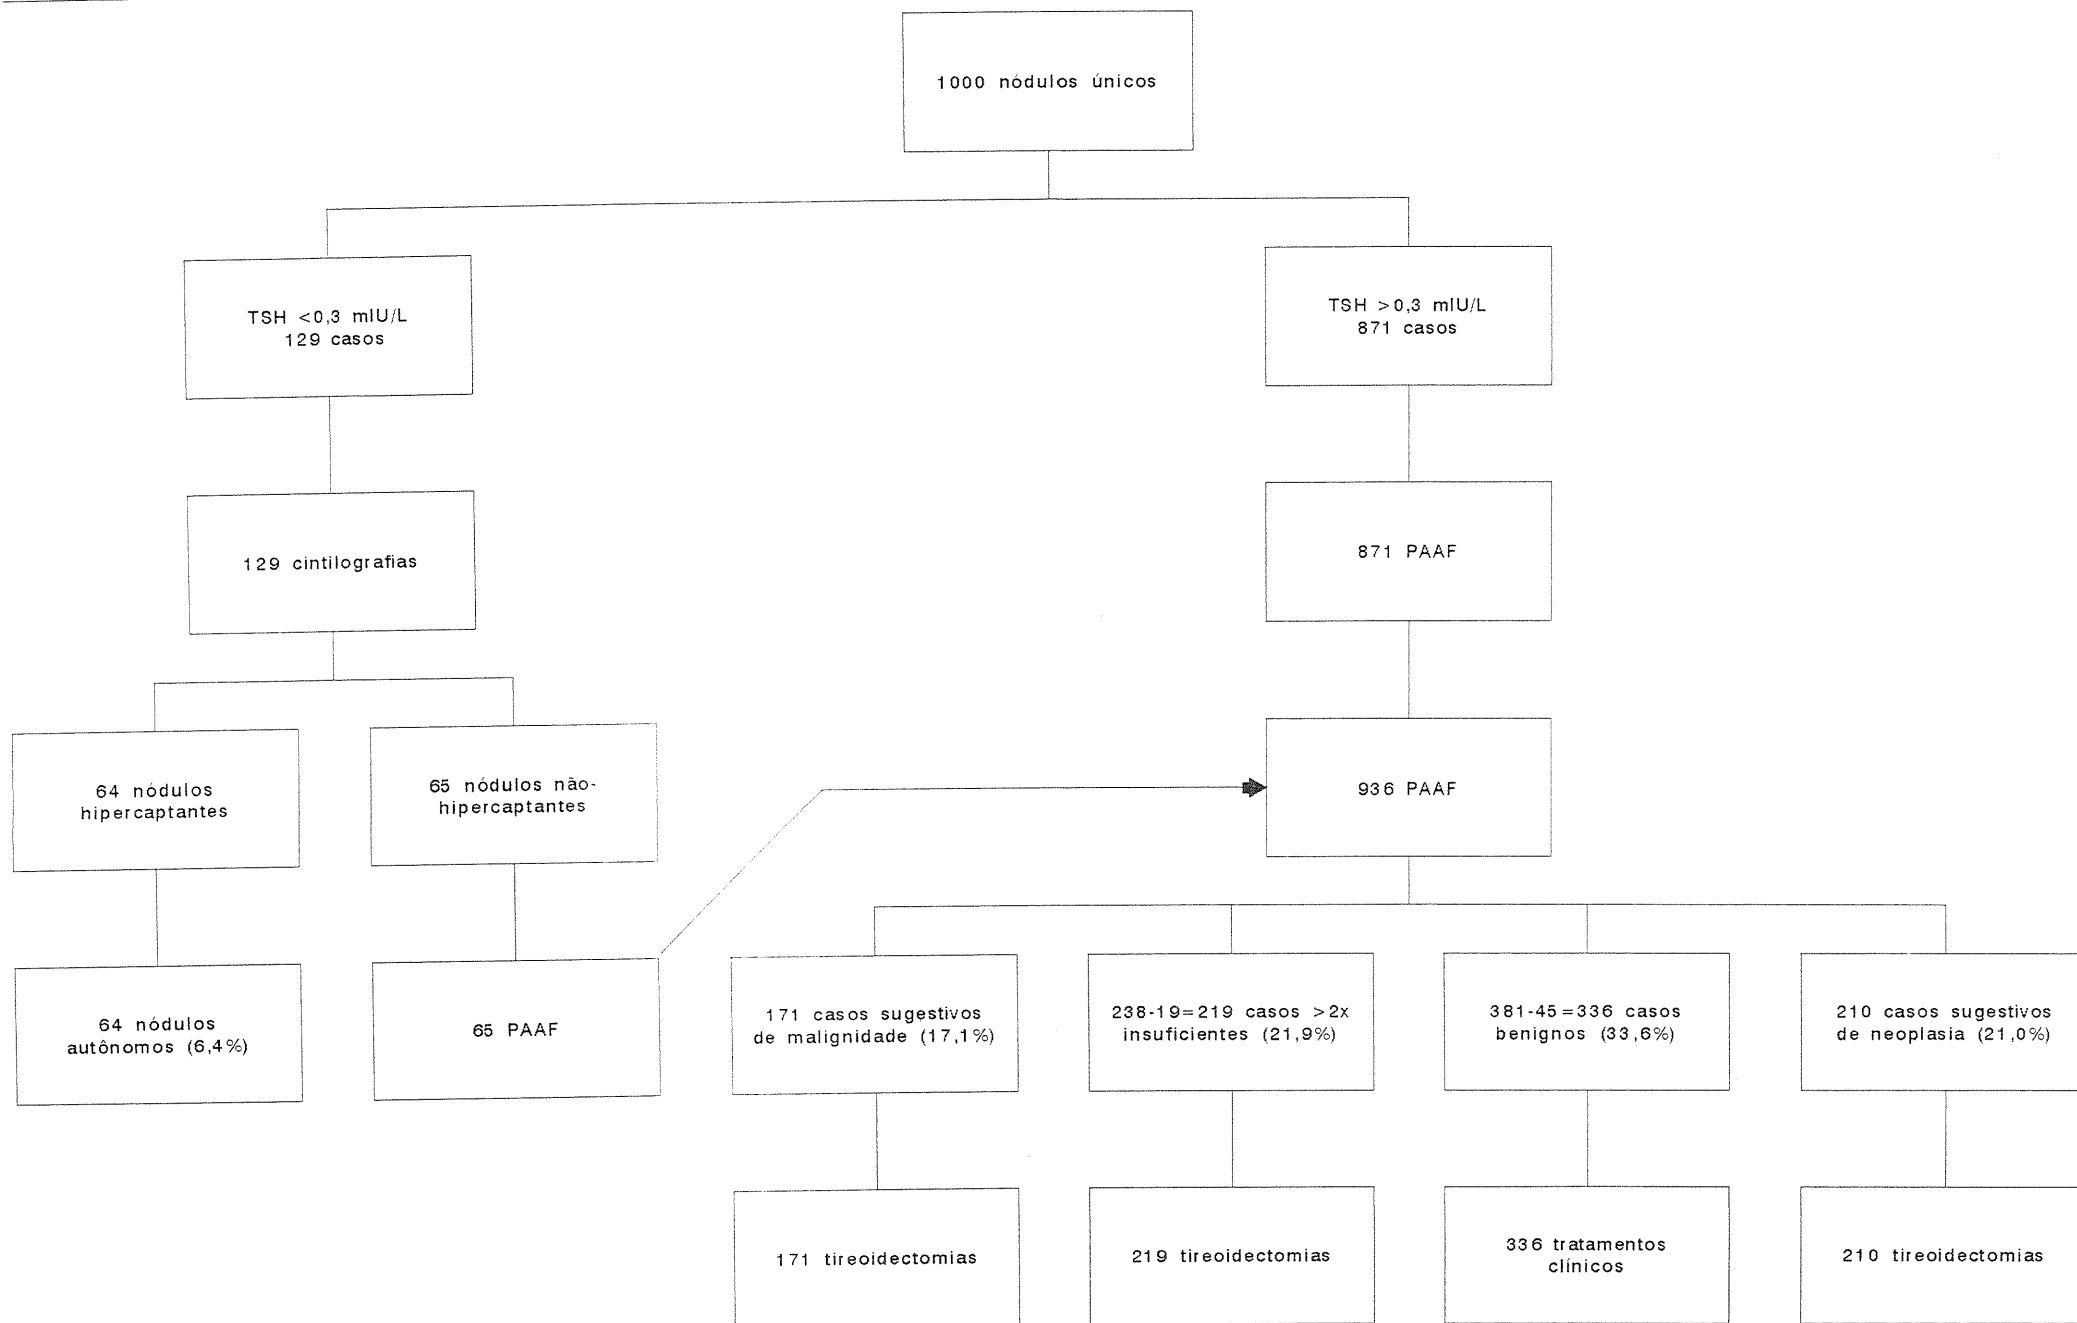 1000 nódulos únicos
TSH <0,3 mIU/L
129 casos
TSH >0,3 mIU/L
871 casos
129 cintilografias
871 PAAF
64 nódulos
hipercaptantes
65 nódulos não-
hipercaptantes
936 PAAF
64 nódulos
autônomos (6,4%)
65 PAAF
171 casos sugestivos
de malignidade (17,1%)
238-19=219 casos >2x
insuficientes (21,9%)
381-45=336 casos
benignos (33,6%)
210 casos sugestivos
de neoplasia (21,0%)
171 tireoidectomias
219 tireoidectomias
336 tratamentos
clínicos
210 tireoidectomias